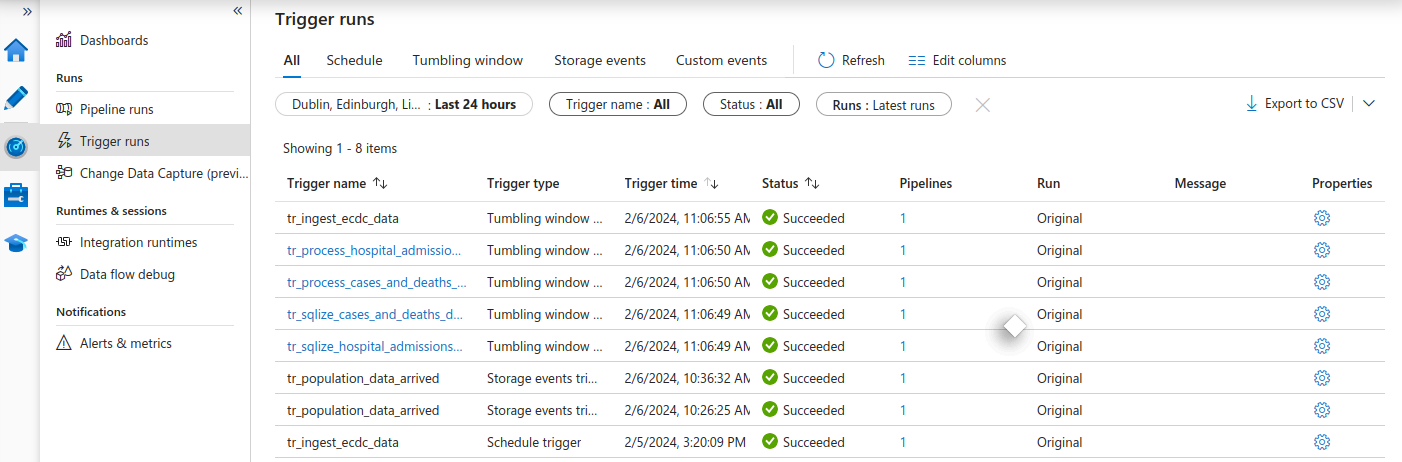 Trigger runs
Dashboards
Runs
Pipeline runs
Trigger runs
Change Data Capture (previ...
Runtimes & sessions
Integration runtimes
Data flow debug
Notifications
Alerts & metrics
All Schedule Tumbling window Storage events Custom events Refresh Edit columns
Dublin, Edinburgh, Li... : Last 24 hours Trigger name : All Status : All Runs : Latest runs Export to CSV
Showing 1 - 8 items
Trigger name Trigger type Trigger time Status Pipelines Run Message Properties
tr_ingest_ecdc_data Tumbling window ... 2/6/2024, 11:06:55 AM Succeeded 1 Original
tr_process_hospital_admissio... Tumbling window ... 2/6/2024, 11:06:50 AM Succeeded 1 Original
tr_process_cases_and_deaths_... Tumbling window ... 2/6/2024, 11:06:50 AM Succeeded 1 Original
tr_sqlize_cases_and_deaths_d... Tumbling window ... 2/6/2024, 11:06:49 AM Succeeded 1 Original
tr_sqlize_hospital_admissions... Tumbling window ... 2/6/2024, 11:06:49 AM Succeeded 1 Original
tr_population_data_arrived Storage events tri... 2/6/2024, 10:36:32 AM Succeeded 1 Original
tr_population_data_arrived Storage events tri... 2/6/2024, 10:26:25 AM Succeeded 1 Original
tr_ingest_ecdc_data Schedule trigger 2/5/2024, 3:20:09 PM Succeeded 1 Original